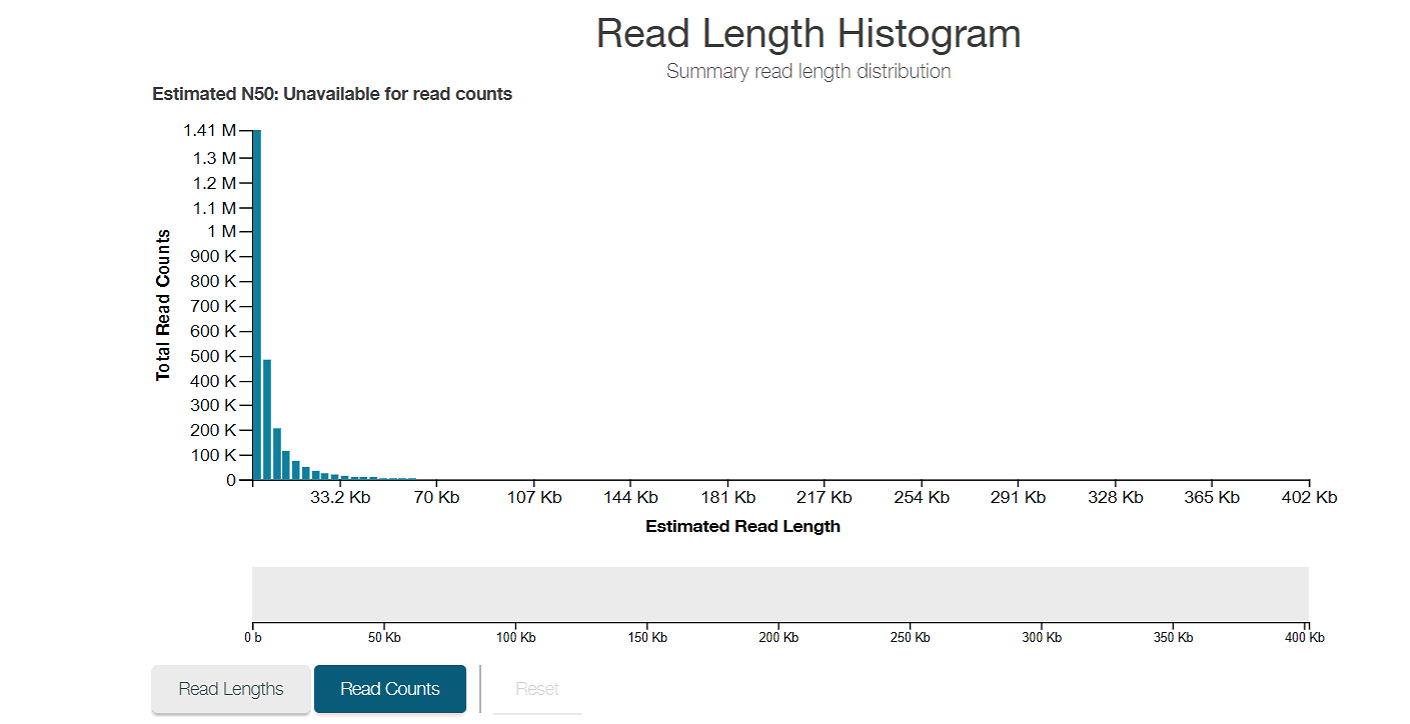 Read Length Histogram
Summary read length distribution
Estimated N50: Unavailable for read counts
Total Read Counts
1.41 M
1.3 M
1.2 M
1.1 M
1 M
900 K
800 K
700 K
600 K
500 K
400 K
300 K
200 K
100 K
0
33.2 Kb 70 Kb 107 Kb 144 Kb 181 Kb 217 Kb 254 Kb 291 Kb 328 Kb 365 Kb 402 Kb
Estimated Read Length
0 b 50 Kb 100 Kb 150 Kb 200 Kb 250 Kb 300 Kb 350 Kb 400 Kb
Read Lengths Read Counts Reset